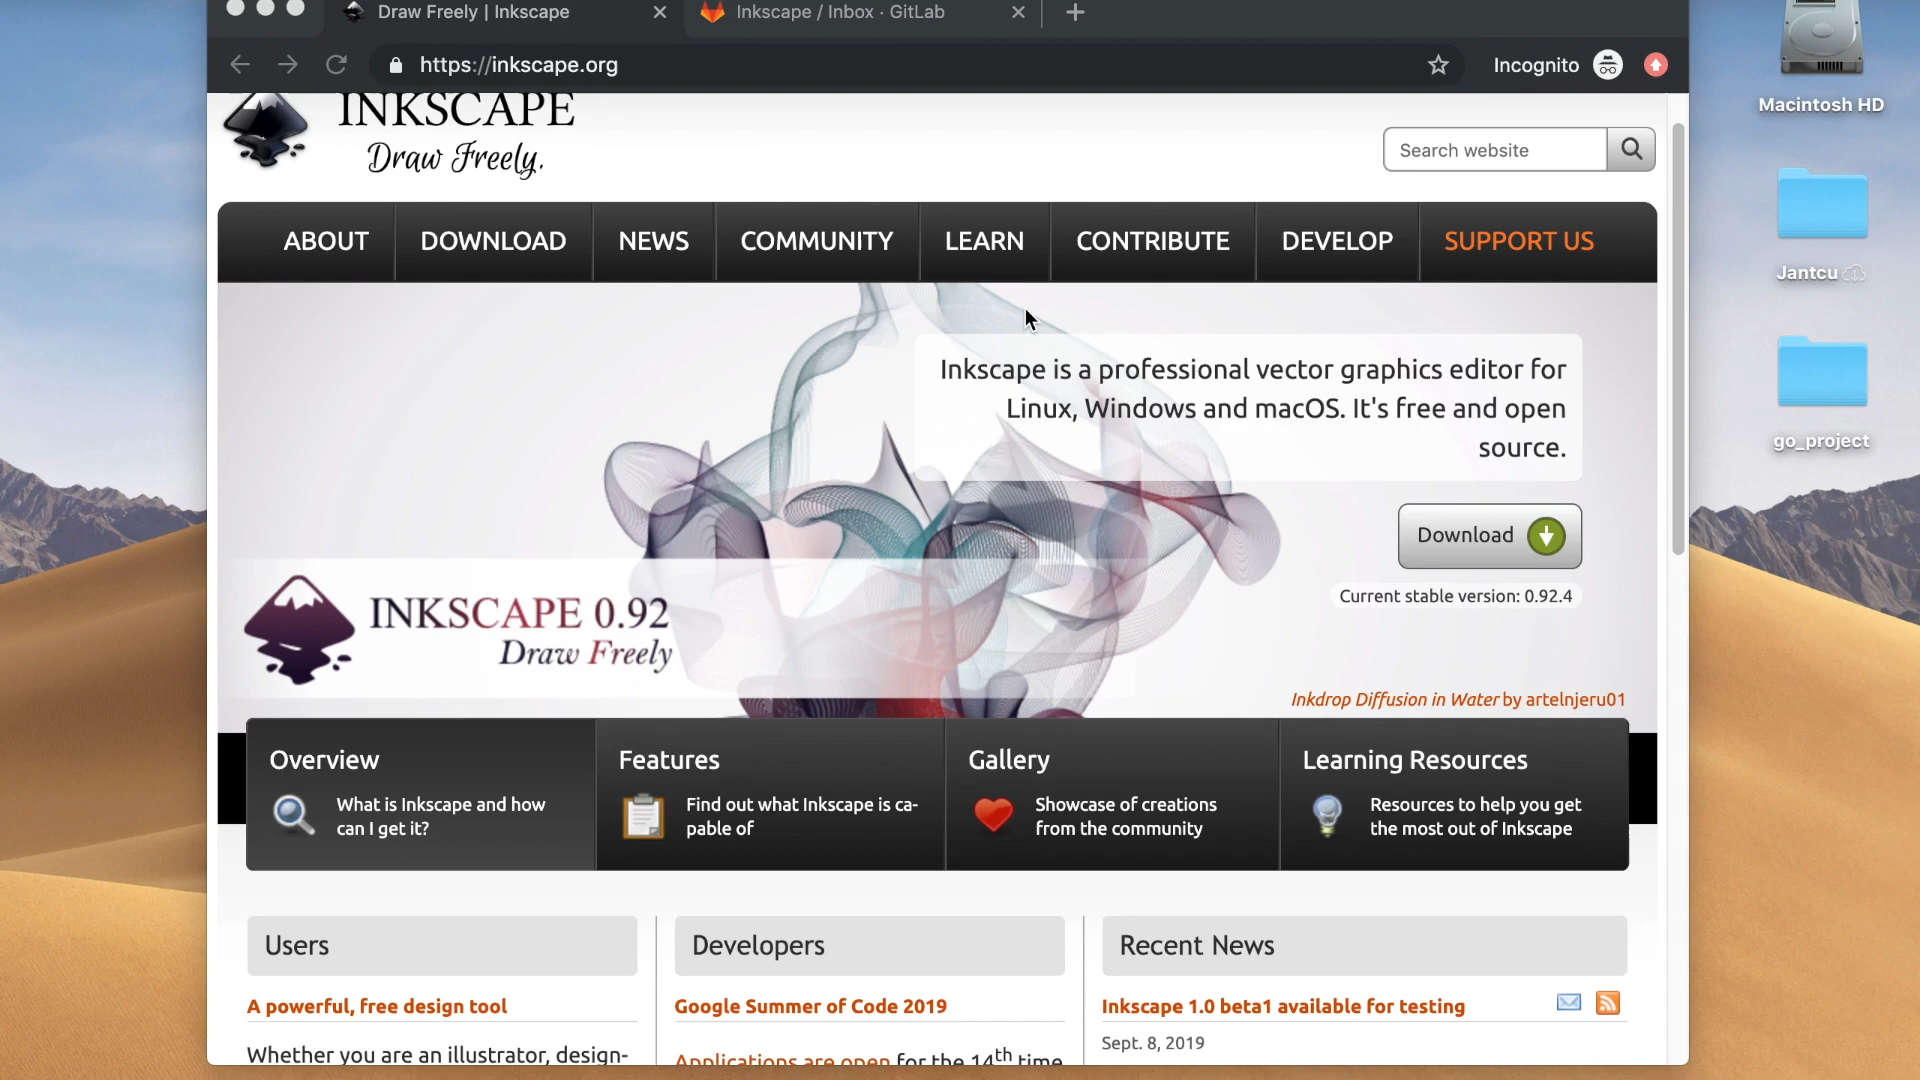 Draw Freely | Inkscape
Inkscape / Inbox · GitLab
https://inkscape.org
Incognito
Macintosh HD
Jantcu
go_project
INKSCAPE
Draw Freely.
Search website
ABOUT
DOWNLOAD
NEWS
COMMUNITY
LEARN
CONTRIBUTE
DEVELOP
SUPPORT US
Inkscape is a professional vector graphics editor for
Linux, Windows and macOS. It's free and open
source.
Download
Current stable version: 0.92.4
INKSCAPE 0.92
Draw Freely
Inkdrop Diffusion in Water by artelnjeru01
Overview
What is Inkscape and how
can I get it?
Features
Find out what Inkscape is ca-
pable of
Gallery
Showcase of creations
from the community
Learning Resources
Resources to help you get
the most out of Inkscape
Users
A powerful, free design tool
Whether you are an illustrator, design-
Developers
Google Summer of Code 2019
Applications are open for the 14th time
Recent News
Inkscape 1.0 beta1 available for testing
Sept. 8, 2019